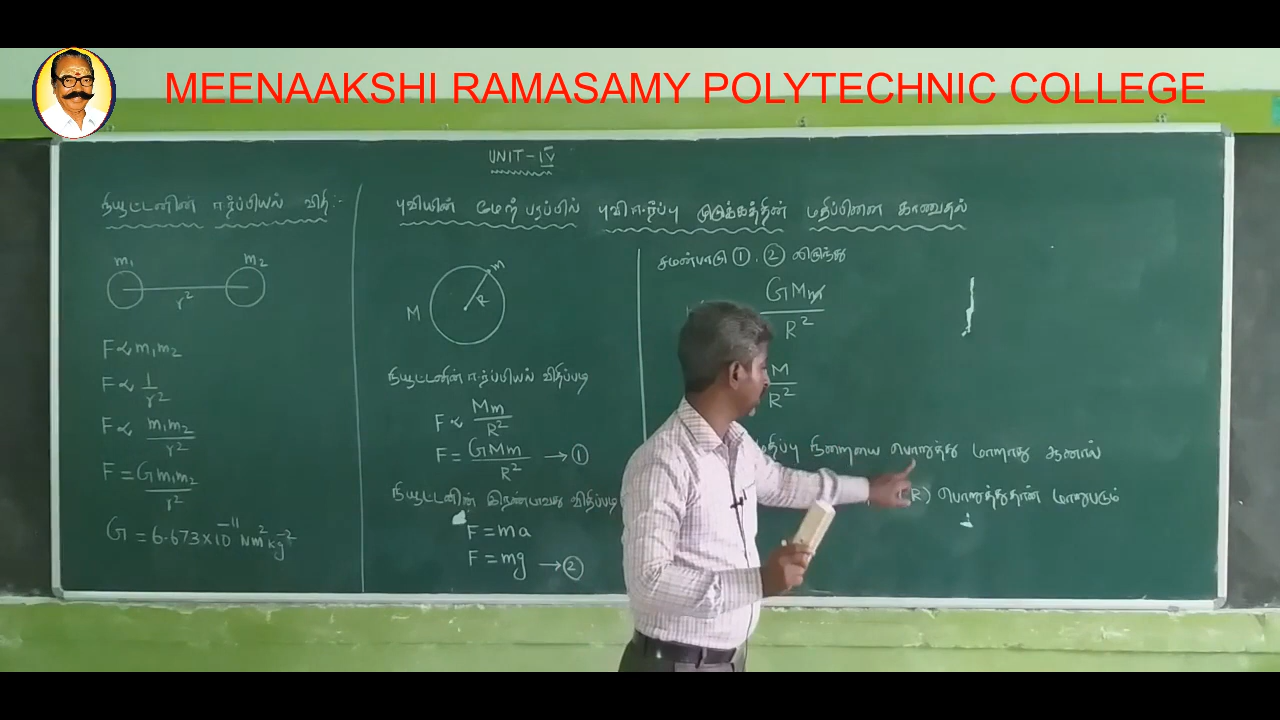 MEENAAKSHI RAMASAMY POLYTECHNIC COLLEGE
UNIT-IV
நியூட்டனின் ஈர்ப்பியல் விதி:-
m₁ m₂
r²
F ∝ m₁m₂
F ∝ 1/r²
F ∝ m₁m₂/r²
F = Gm₁m₂/r²
G = 6.673×10⁻¹¹ Nm²kg⁻²
புவியின் மேற்பரப்பில் புவிஈர்ப்பு முடுக்கத்தின் மதிப்பினை காணுதல்
m
R
M
நியூட்டனின் ஈர்ப்பியல் விதிப்படி
F ∝ Mm/R²
F = GMm/R² → ①
நியூட்டனின் இரண்டாவது விதிப்படி
F = ma
F = mg → ②
சமன்பாடு ①, ② லிருந்து
GMm/R²
M/R²
மதிப்பு நிறையை பொறுத்து மாறாது ஆனால்
R) பொறுத்துதான் மாறுபடும்